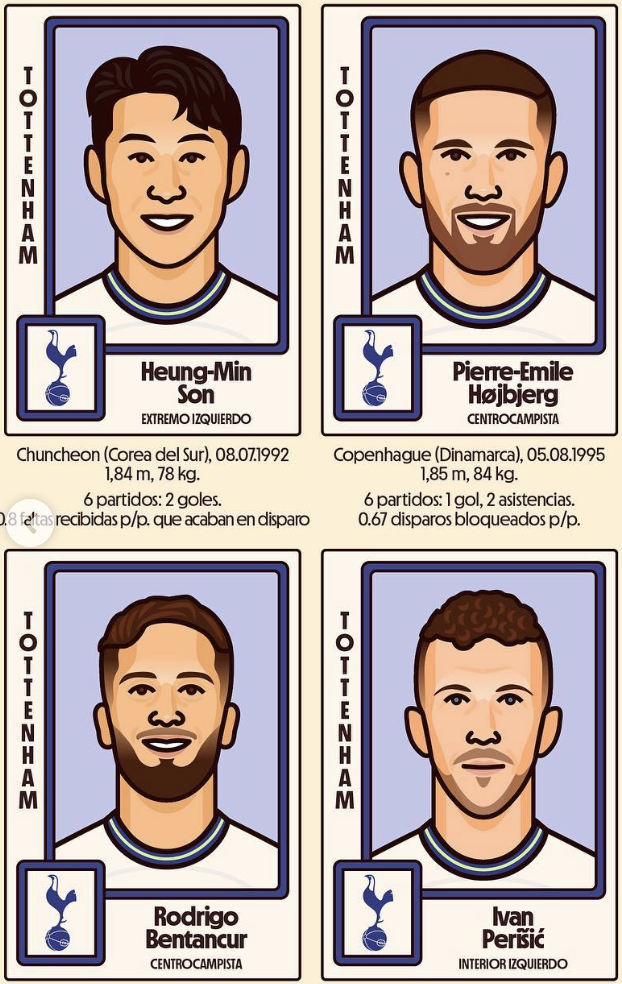 TOTTENHAM
Heung-Min
Son
EXTREMO IZQUIERDO
Chuncheon (Corea del Sur), 08.07.1992
1,84 m, 78 kg.
6 partidos: 2 goles.
0.8 faltas recibidas p/p. que acaban en disparo
TOTTENHAM
Pierre-Emile
Højbjerg
CENTROCAMPISTA
Copenhague (Dinamarca), 05.08.1995
1,85 m, 84 kg.
6 partidos: 1 gol, 2 asistencias.
0.67 disparos bloqueados p/p.
TOTTENHAM
Rodrigo
Bentancur
CENTROCAMPISTA
TOTTENHAM
Ivan
Perišić
INTERIOR IZQUIERDO